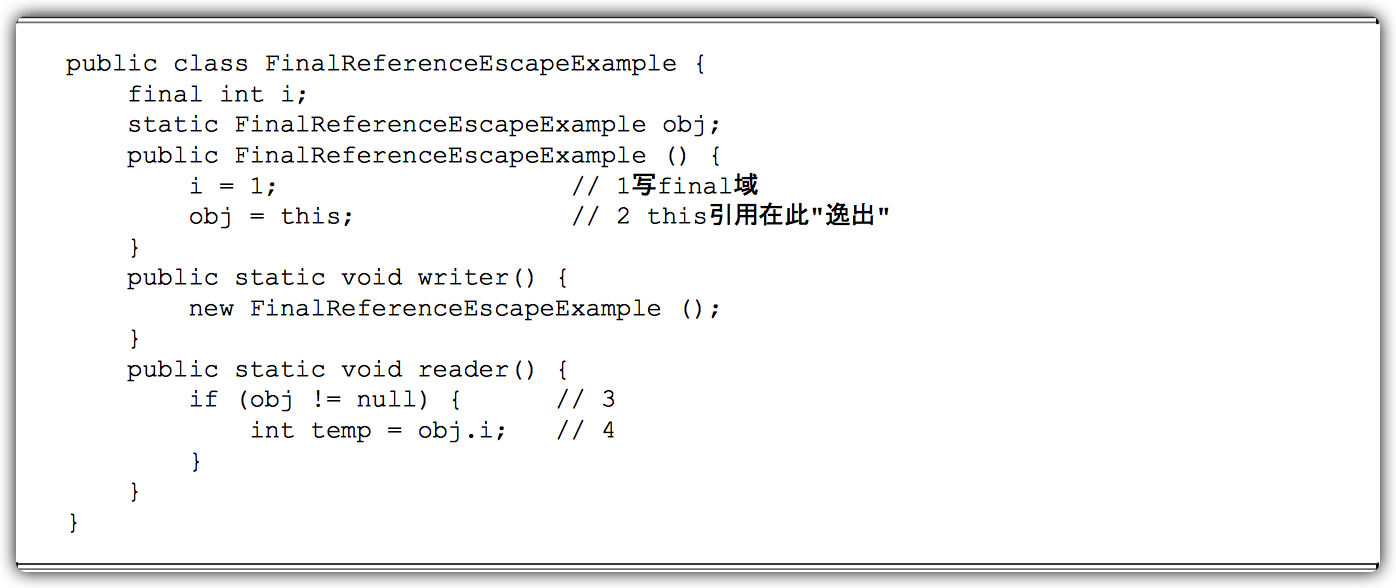 public class FinalReferenceEscapeExample {
    final int i;
    static FinalReferenceEscapeExample obj;
    public FinalReferenceEscapeExample () {
        i = 1;                   // 1写final域
        obj = this;              // 2 this引用在此"逸出"
    }
    public static void writer() {
        new FinalReferenceEscapeExample ();
    }
    public static void reader() {
        if (obj != null) {      // 3
            int temp = obj.i;   // 4
        }
    }
}